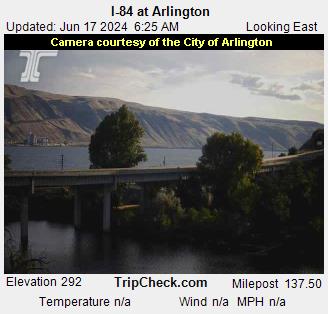 I-84 at Arlington
Updated: Jun 17 2024 6:25 AM Looking East
Camera courtesy of the City of Arlington
Elevation 292 TripCheck.com Milepost 137.50
Temperature n/a Wind n/a MPH n/a